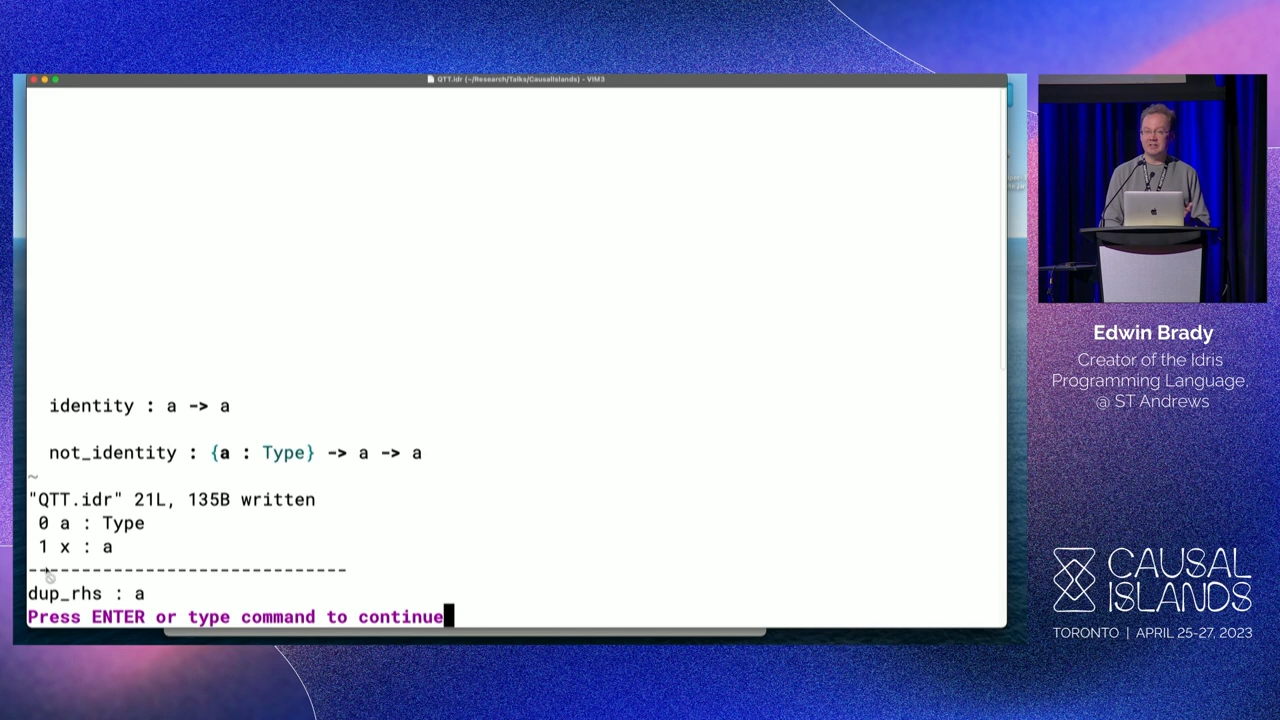 QTT.idr (~/Research/Talks/CausalIslands) - VIM3
identity : a -> a
not_identity : {a : Type} -> a -> a
~
"QTT.idr" 21L, 135B written
0 a : Type
1 x : a
------------------------------
dup_rhs : a
Press ENTER or type command to continue
Edwin Brady
Creator of the Idris
Programming Language,
@ ST Andrews
CAUSAL
ISLANDS
TORONTO | APRIL 25-27, 2023